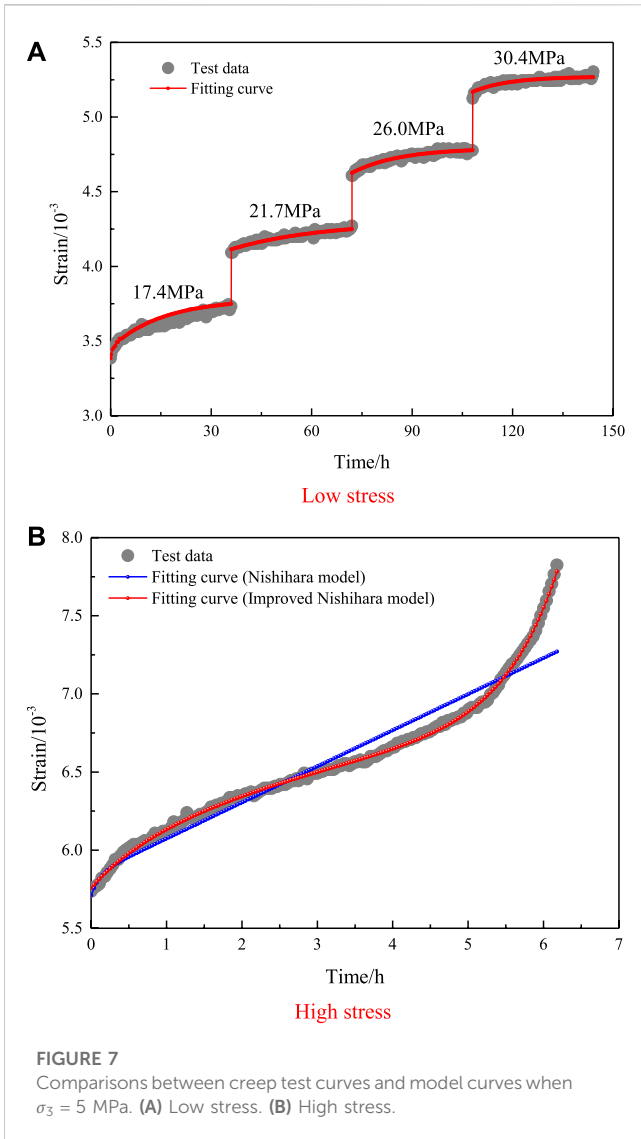 A
5.5
5.0
4.5
4.0
3.5
3.0
Strain/10⁻³
Test data
Fitting curve
17.4MPa
21.7MPa
26.0MPa
30.4MPa
0
30
60
90
120
150
Time/h
Low stress
B
8.0
7.5
7.0
6.5
6.0
5.5
Strain/10⁻³
Test data
Fitting curve (Nishihara model)
Fitting curve (Improved Nishihara model)
0
1
2
3
4
5
6
7
Time/h
High stress
FIGURE 7
Comparisons between creep test curves and model curves when
σ₃ = 5 MPa. (A) Low stress. (B) High stress.